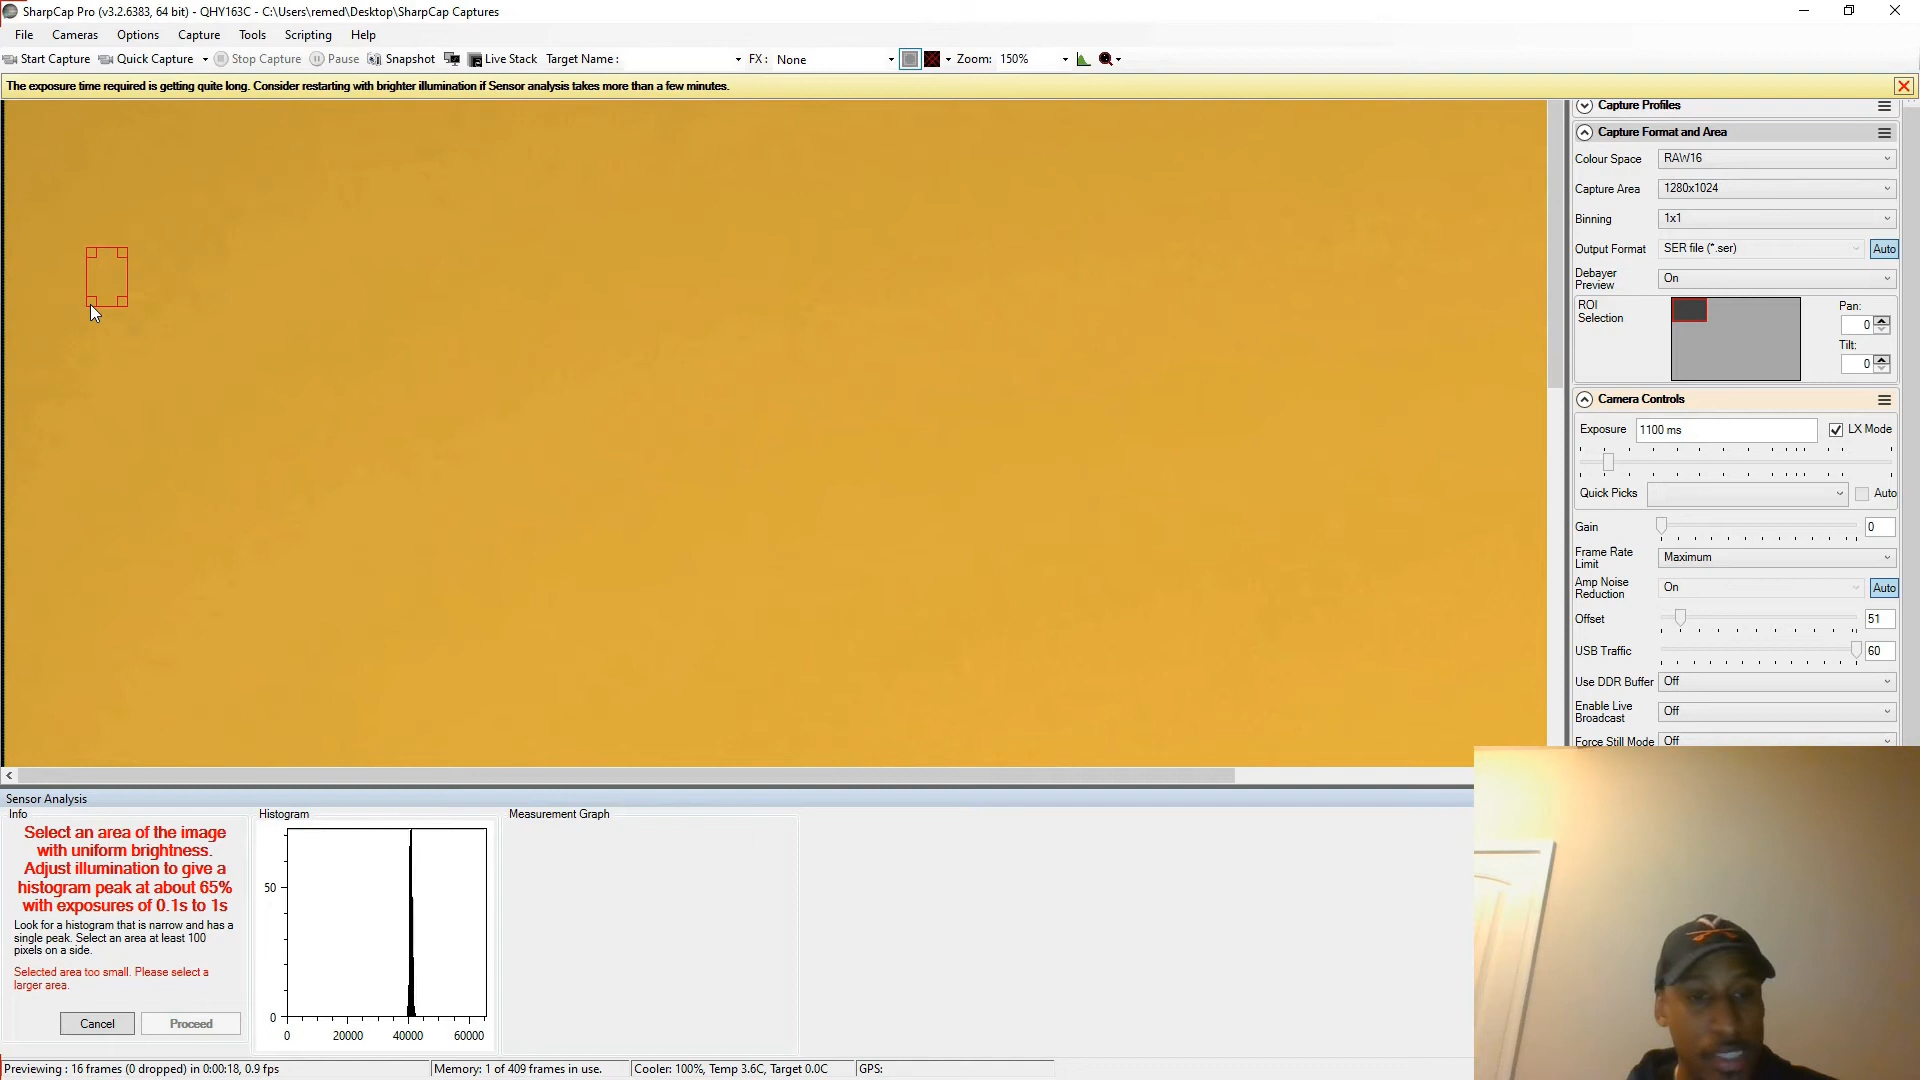 SharpCap Pro (v3.2.6383, 64 bit) - QHY163C - C:\Users\remed\Desktop\SharpCap Captures
File Cameras Options Capture Tools Scripting Help
Start Capture Quick Capture Stop Capture Pause Snapshot Live Stack Target Name : FX : None Zoom: 150%
The exposure time required is getting quite long. Consider restarting with brighter illumination if Sensor analysis takes more than a few minutes.
Capture Profiles
Capture Format and Area
Colour Space RAW16
Capture Area 1280x1024
Binning 1x1
Output Format SER file (*.ser) Auto
Debayer
Preview On
ROI
Selection
Pan:
0
Tilt:
0
Camera Controls
Exposure 1100 ms LX Mode
Quick Picks Auto
Gain 0
Frame Rate
Limit Maximum
Amp Noise
Reduction On Auto
Offset 51
USB Traffic 60
Use DDR Buffer Off
Enable Live
Broadcast Off
Force Still Mode Off
Sensor Analysis
Info
Select an area of the image
with uniform brightness.
Adjust illumination to give a
histogram peak at about 65%
with exposures of 0.1s to 1s
Look for a histogram that is narrow and has a
single peak. Select an area at least 100
pixels on a side.
Selected area too small. Please select a
larger area.
Cancel Proceed
Histogram
50
0
0 20000 40000 60000
Measurement Graph
Previewing : 16 frames (0 dropped) in 0:00:18, 0.9 fps Memory: 1 of 409 frames in use. Cooler: 100%, Temp 3.6C, Target 0.0C GPS: